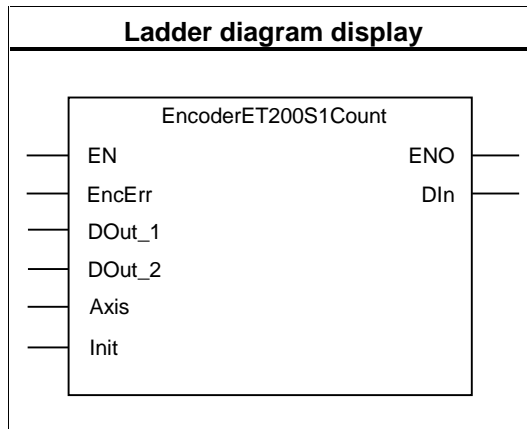 Ladder diagram display
EncoderET200S1Count
EN ENO
EncErr DIn
DOut_1
DOut_2
Axis
Init